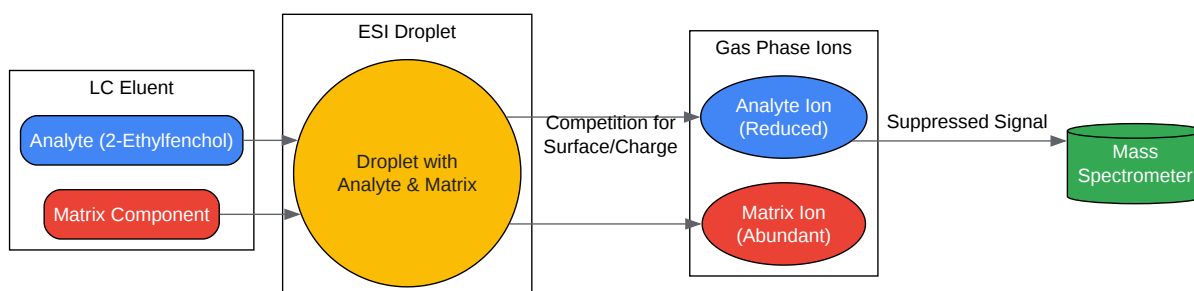 ESI Droplet
LC Eluent
Gas Phase Ions
Analyte (2-Ethylfenchol)
Matrix Component
Droplet with
Analyte & Matrix
Competition for
Surface/Charge
Analyte Ion
(Reduced)
Matrix Ion
(Abundant)
Suppressed Signal
Mass
Spectrometer